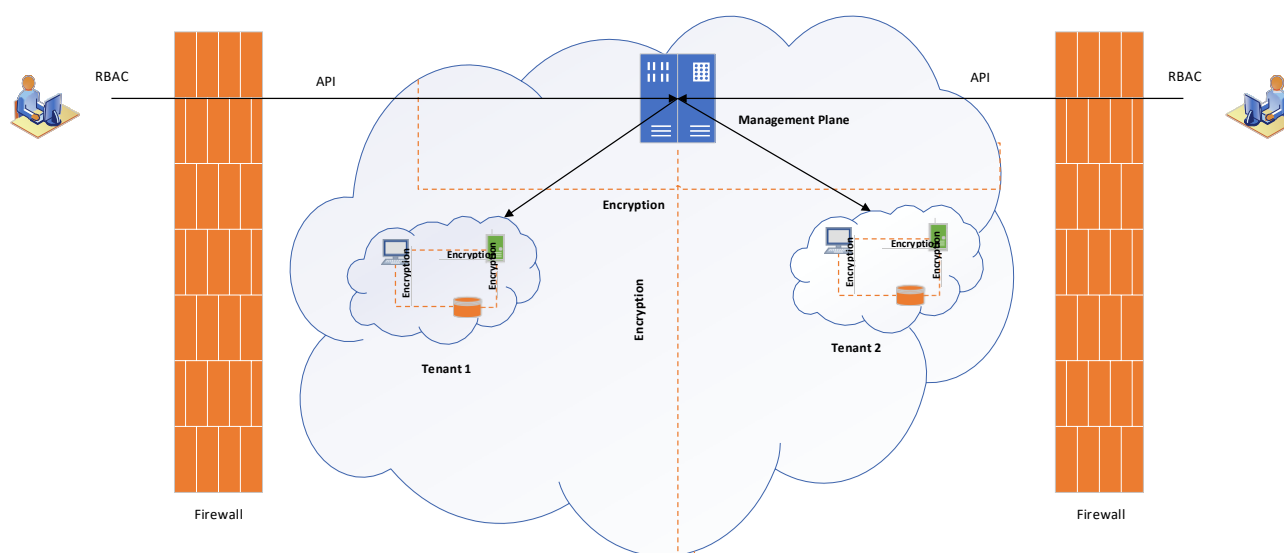 RBAC
API
API
RBAC
Management Plane
Encryption
Encryption
Encryption
Encryption
Encryption
Encryption
Encryption
Encryption
Encryption
Tenant 1
Tenant 2
Firewall
Firewall